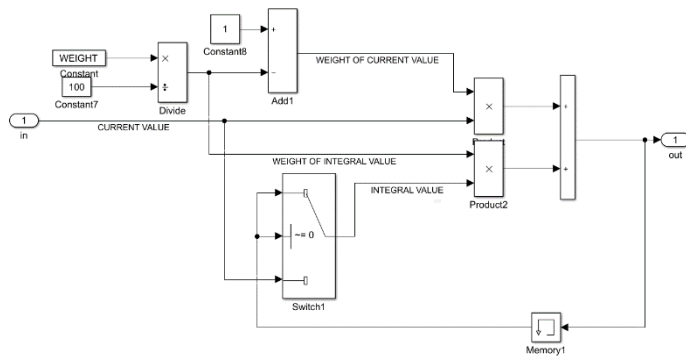 1
Constant8
+
−
Add1
WEIGHT
Constant
×
100
÷
Constant7
Divide
WEIGHT OF CURRENT VALUE
1
in
CURRENT VALUE
×
+
+
1
out
WEIGHT OF INTEGRAL VALUE
×
Product2
INTEGRAL VALUE
~= 0
Switch1
Memory1